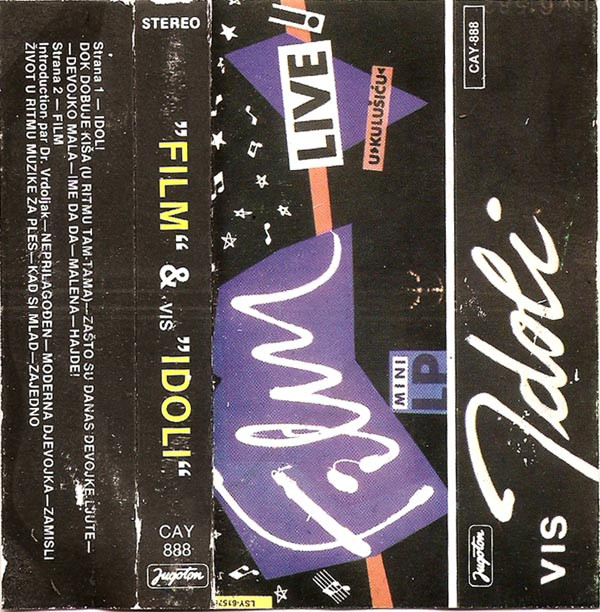 Strana 1 — IDOLI
DOK DOBUJE KIŠA (U RITMU TAM-TAMA)—ZAŠTO SU DANAS DEVOJKE LJUTE—
—DEVOJKO MALA—IME DA DA—MALENA—HAJDE!
Strana 2 — FILM
Introduction par Dr. Vrdoljak—NEPRILAGOĐEN—MODERNA DJEVOJKA—ZAMISLI
ŽIVOT U RITMU MUZIKE ZA PLES—KAD SI MLAD—ZAJEDNO
STEREO
"FILM" & VIS "IDOLI"
CAY
888
Jugoton
LIVE!
U KULUŠIĆU
Film
MINI
LP
LSY-61576
CAY-888
VIS Idoli
Jugoton